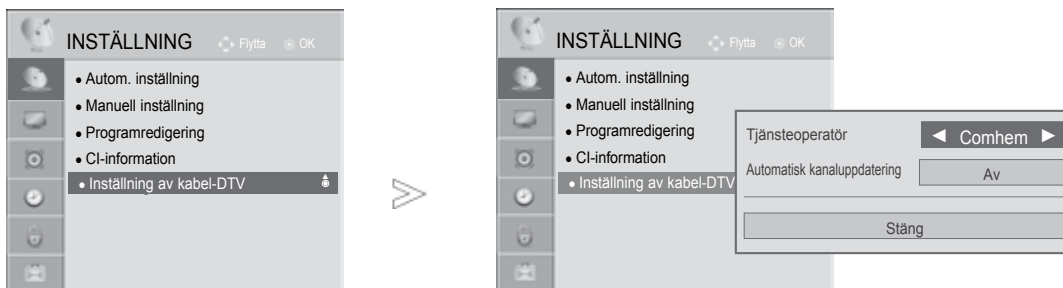 INSTÄLLNING Flytta OK
• Autom. inställning
• Manuell inställning
• Programredigering
• CI-information
• Inställning av kabel-DTV
INSTÄLLNING Flytta OK
• Autom. inställning
• Manuell inställning
• Programredigering
• CI-information
• Inställning av kabel-DTV
Tjänsteoperatör ◄ Comhem ►
Automatisk kanaluppdatering Av
Stäng